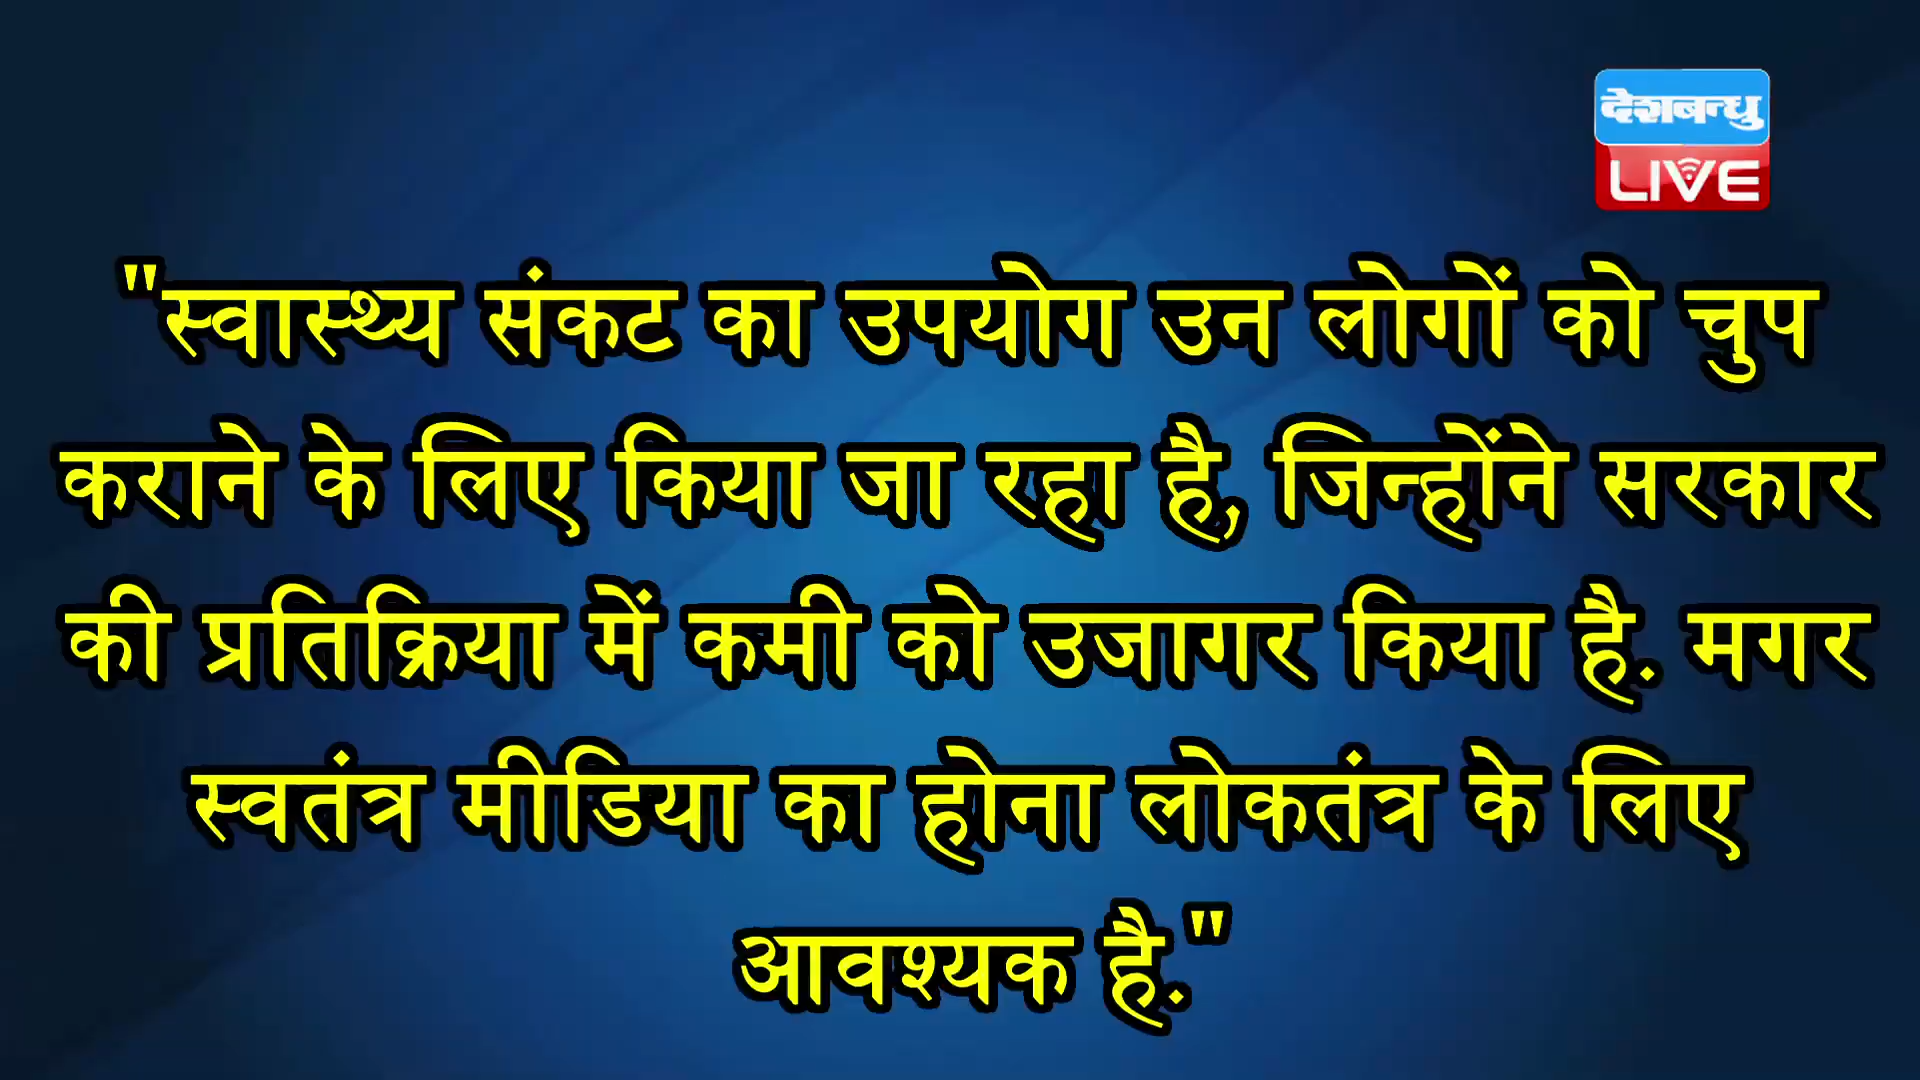 देशबन्धु
LIVE
"स्वास्थ्य संकट का उपयोग उन लोगों को चुप
कराने के लिए किया जा रहा है, जिन्होंने सरकार
की प्रतिक्रिया में कमी को उजागर किया है. मगर
स्वतंत्र मीडिया का होना लोकतंत्र के लिए
आवश्यक है."